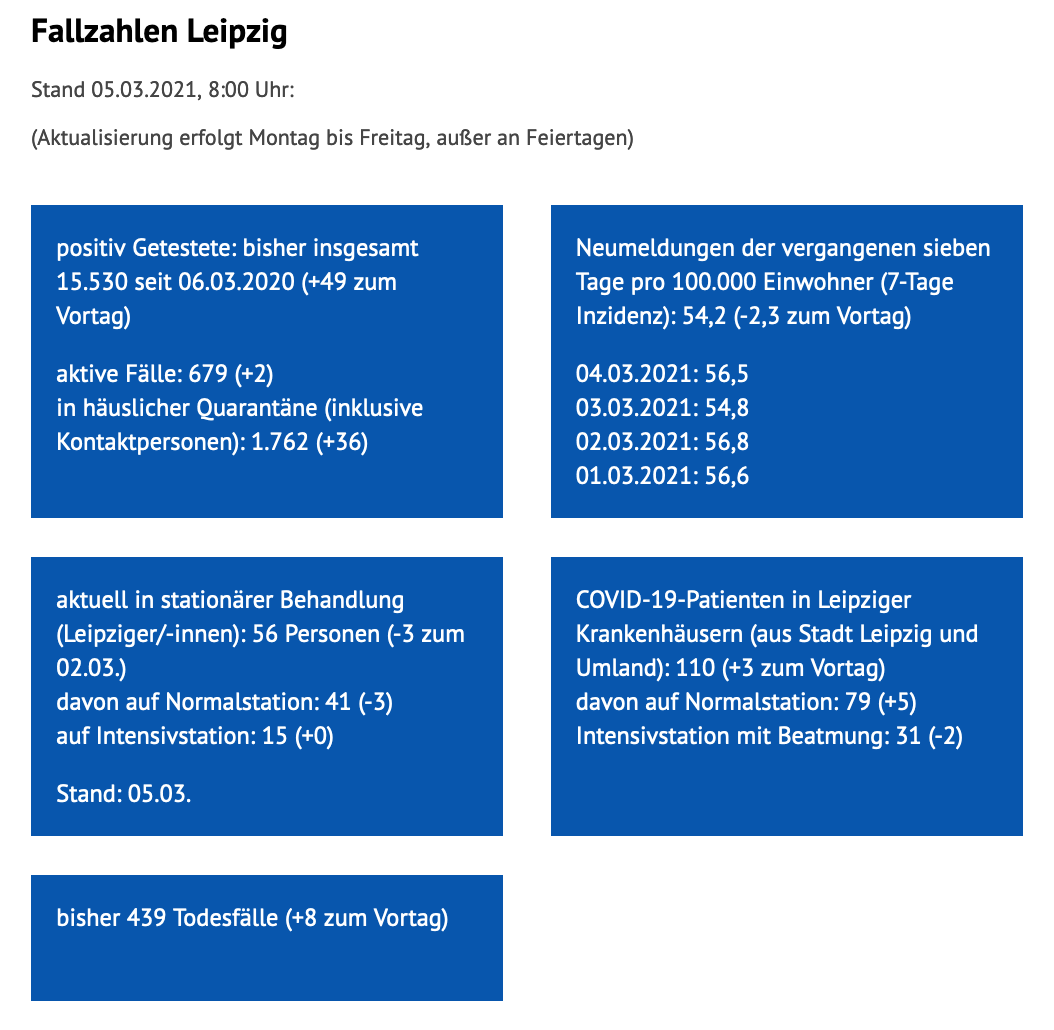 Fallzahlen Leipzig
Stand 05.03.2021, 8:00 Uhr:
(Aktualisierung erfolgt Montag bis Freitag, außer an Feiertagen)
positiv Getestete: bisher insgesamt
15.530 seit 06.03.2020 (+49 zum
Vortag)
aktive Fälle: 679 (+2)
in häuslicher Quarantäne (inklusive
Kontaktpersonen): 1.762 (+36)
Neumeldungen der vergangenen sieben
Tage pro 100.000 Einwohner (7-Tage
Inzidenz): 54,2 (-2,3 zum Vortag)
04.03.2021: 56,5
03.03.2021: 54,8
02.03.2021: 56,8
01.03.2021: 56,6
aktuell in stationärer Behandlung
(Leipziger/-innen): 56 Personen (-3 zum
02.03.)
davon auf Normalstation: 41 (-3)
auf Intensivstation: 15 (+0)
Stand: 05.03.
COVID-19-Patienten in Leipziger
Krankenhäusern (aus Stadt Leipzig und
Umland): 110 (+3 zum Vortag)
davon auf Normalstation: 79 (+5)
Intensivstation mit Beatmung: 31 (-2)
bisher 439 Todesfälle (+8 zum Vortag)